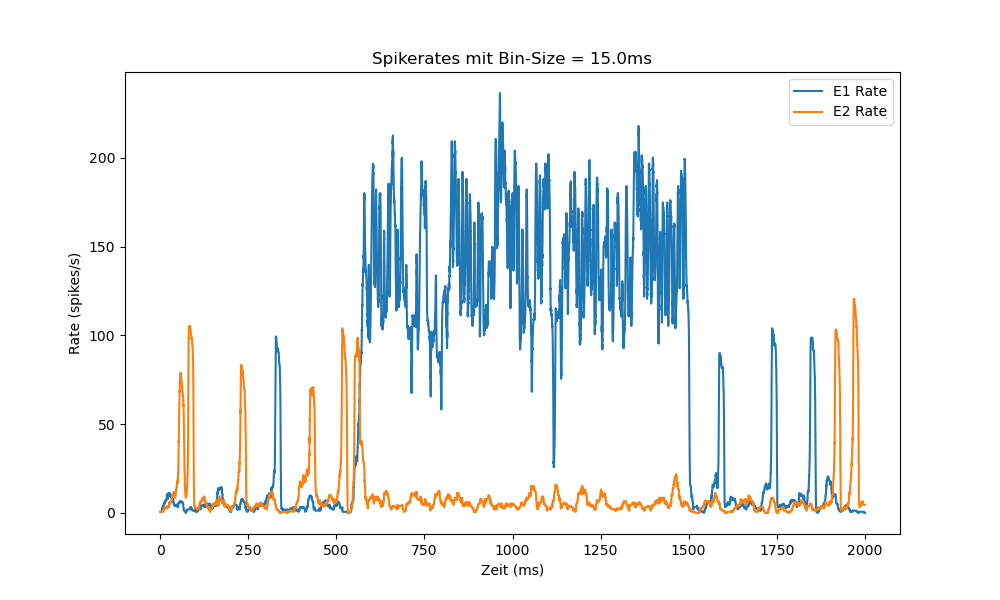 Spikerates mit Bin-Size = 15.0ms
E1 Rate
E2 Rate
200
150
100
50
0
Rate (spikes/s)
0 250 500 750 1000 1250 1500 1750 2000
Zeit (ms)